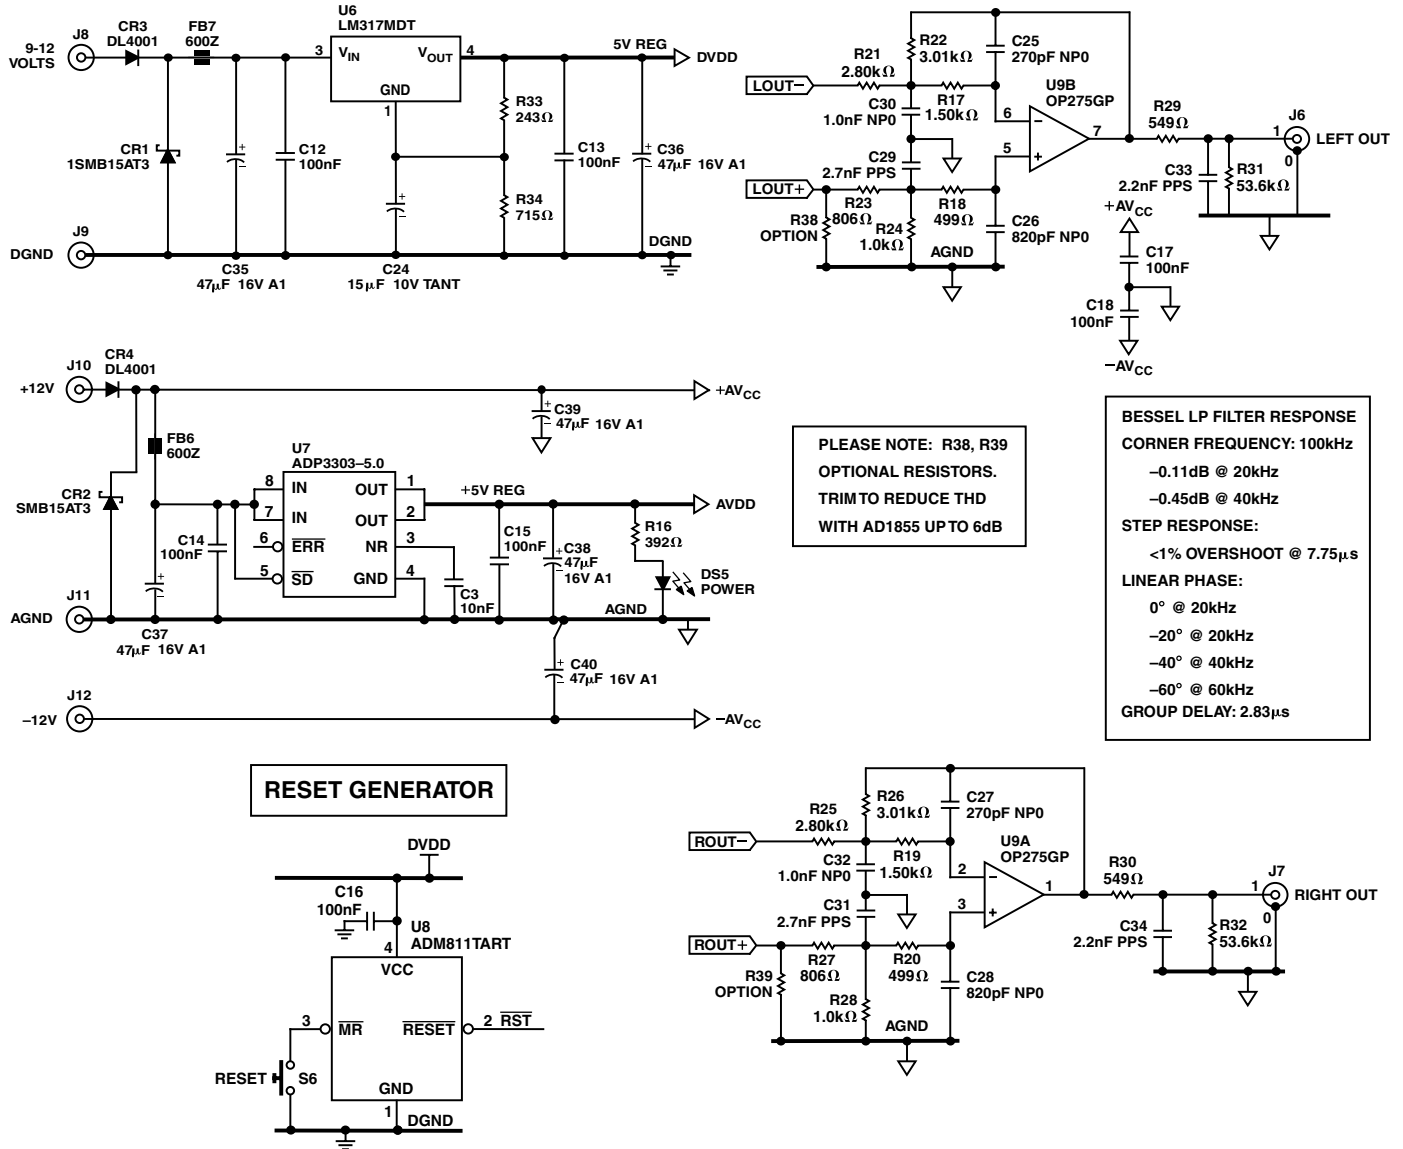 9-12
VOLTS
J8
CR3
DL4001
FB7
600Z
U6
LM317MDT
3
VIN
VOUT
4
GND
1
5V REG
DVDD
CR1
1SMB15AT3
C12
100nF
R33
243Ω
C13
100nF
C36
47μF 16V A1
R34
715Ω
J9
DGND
DGND
C35
47μF 16V A1
C24
15μF 10V TANT
R22
3.01kΩ
C25
270pF NP0
R21
2.80kΩ
LOUT−
C30
1.0nF NP0
R17
1.50kΩ
U9B
OP275GP
6
−
5
+
7
R29
549Ω
J6
1
0
LEFT OUT
C29
2.7nF PPS
LOUT+
R23
806Ω
R18
499Ω
R38
OPTION
R24
1.0kΩ
C26
820pF NP0
AGND
C33
2.2nF PPS
R31
53.6kΩ
+AVCC
C17
100nF
C18
100nF
−AVCC
J10
+12V
CR4
DL4001
+AVCC
C39
47μF 16V A1
FB6
600Z
U7
ADP3303–5.0
8
IN
OUT
1
7
IN
OUT
2
6
ERR
NR
3
5
SD
GND
4
+5V REG
AVDD
CR2
SMB15AT3
C14
100nF
C15
100nF
C38
47μF
16V A1
R16
392Ω
DS5
POWER
C3
10nF
AGND
J11
AGND
C37
47μF 16V A1
C40
47μF 16V A1
J12
–12V
−AVCC
PLEASE NOTE: R38, R39
OPTIONAL RESISTORS.
TRIM TO REDUCE THD
WITH AD1855 UP TO 6dB
BESSEL LP FILTER RESPONSE
CORNER FREQUENCY: 100kHz
–0.11dB @ 20kHz
–0.45dB @ 40kHz
STEP RESPONSE:
<1% OVERSHOOT @ 7.75μs
LINEAR PHASE:
0° @ 20kHz
–20° @ 20kHz
–40° @ 40kHz
–60° @ 60kHz
GROUP DELAY: 2.83μs
RESET GENERATOR
DVDD
C16
100nF
U8
ADM811TART
4
VCC
3
MR
RESET
2
RST
RESET
S6
GND
1
DGND
R26
3.01kΩ
C27
270pF NP0
R25
2.80kΩ
ROUT−
C32
1.0nF NP0
R19
1.50kΩ
U9A
OP275GP
2
−
3
+
1
R30
549Ω
J7
1
0
RIGHT OUT
C31
2.7nF PPS
ROUT+
R27
806Ω
R20
499Ω
R39
OPTION
R28
1.0kΩ
C28
820pF NP0
AGND
C34
2.2nF PPS
R32
53.6kΩ